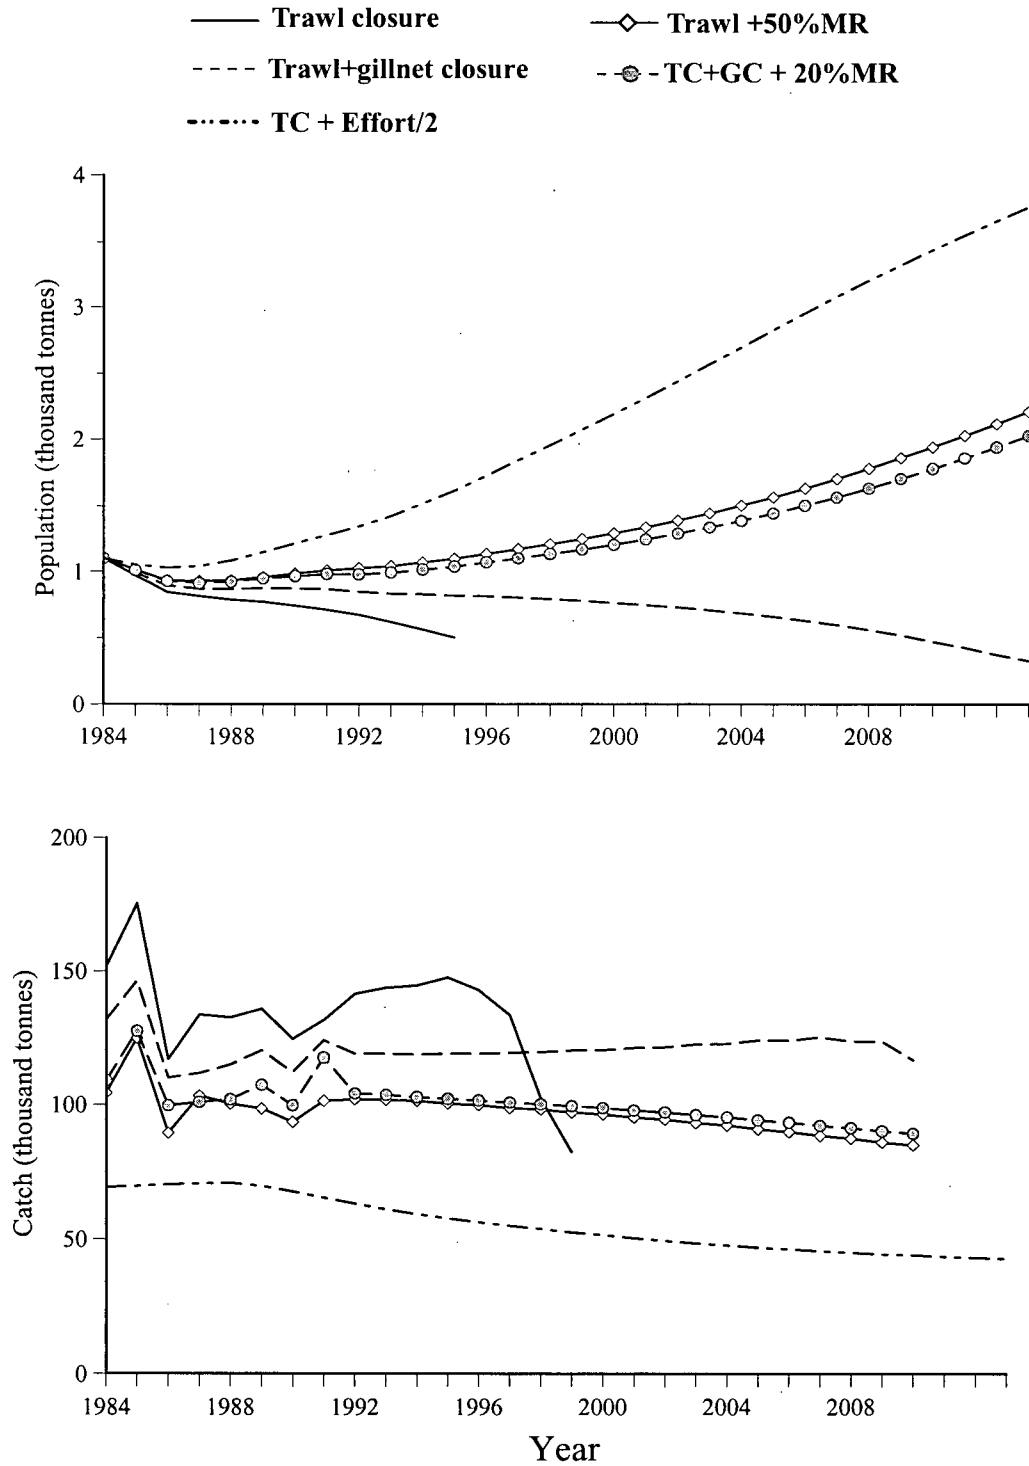 Trawl closure
Trawl +50%MR
Trawl+gillnet closure
TC+GC + 20%MR
TC + Effort/2
4
3
2
1
0
Population (thousand tonnes)
1984 1988 1992 1996 2000 2004 2008
200
150
100
50
0
Catch (thousand tonnes)
1984 1988 1992 1996 2000 2004 2008
Year